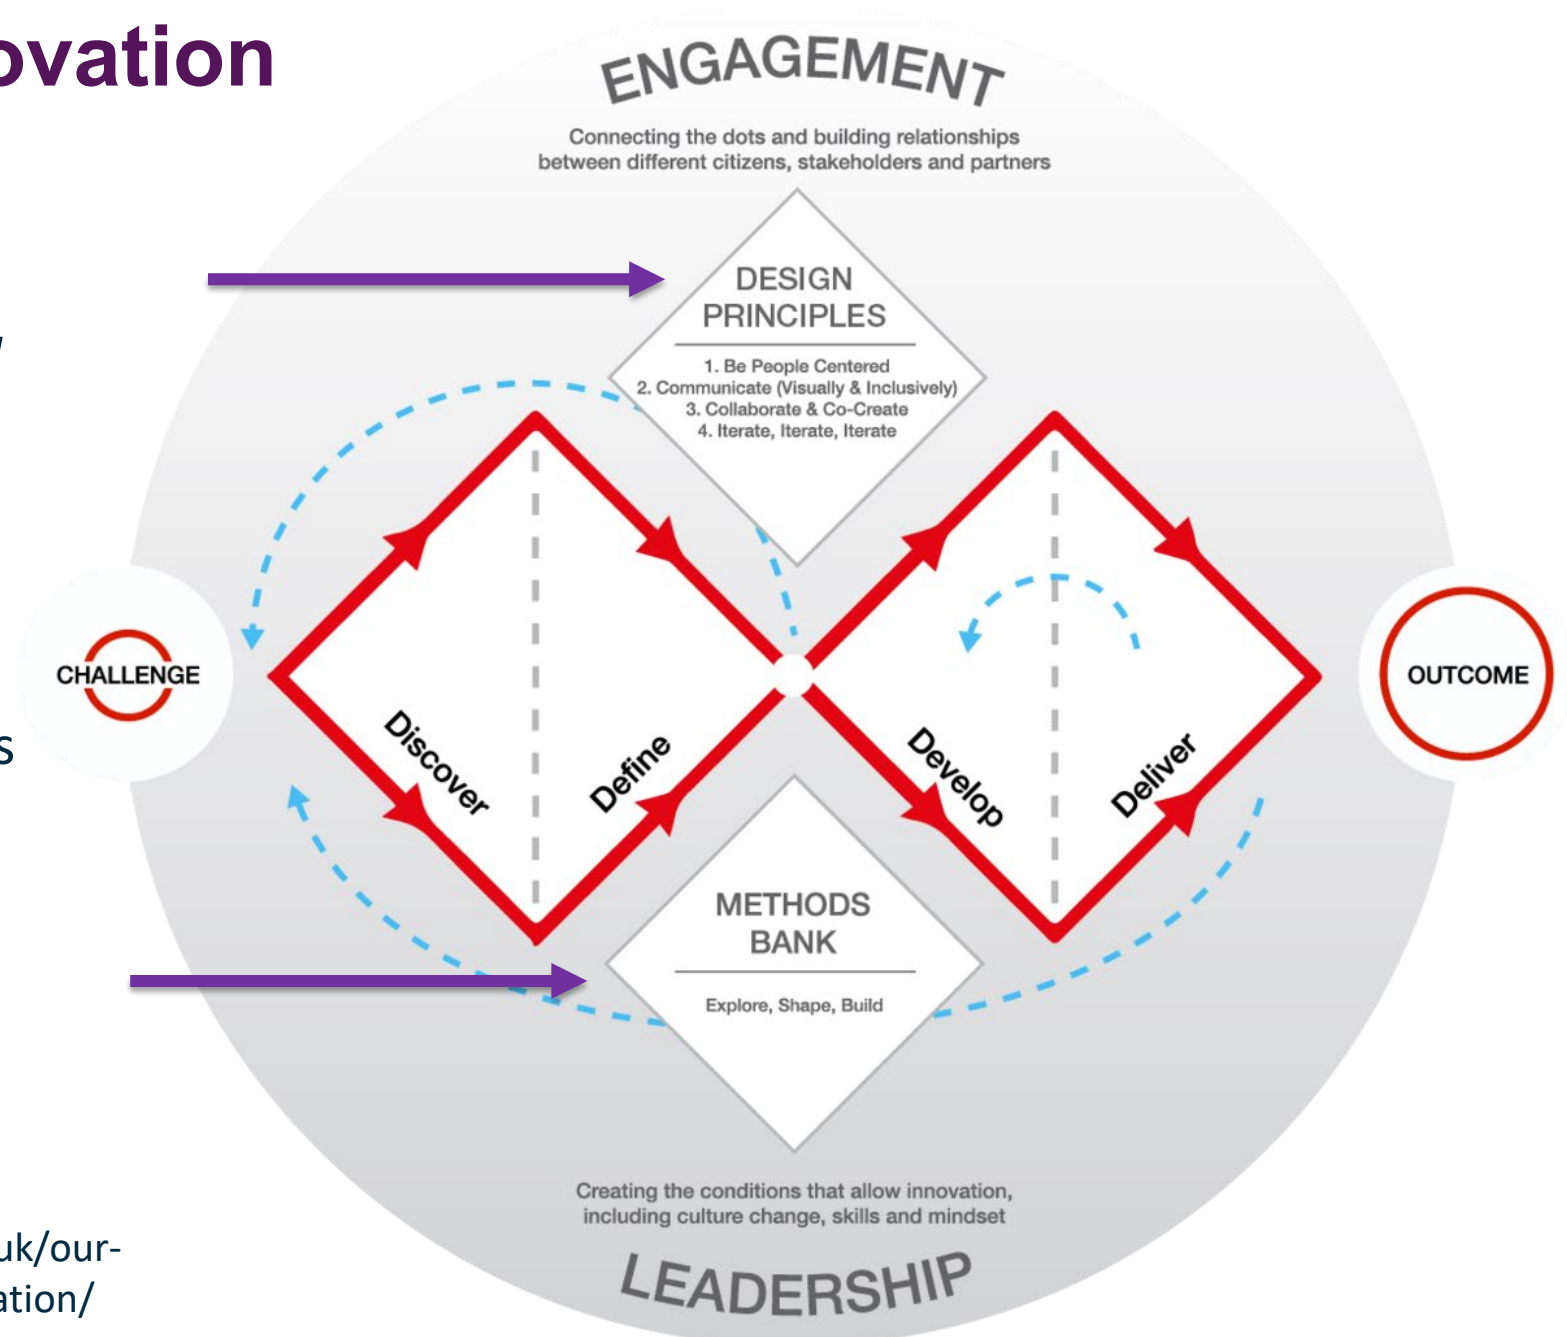 ovation
ENGAGEMENT
Connecting the dots and building relationships
between different citizens, stakeholders and partners
DESIGN
PRINCIPLES
1. Be People Centered
2. Communicate (Visually & Inclusively)
3. Collaborate & Co-Create
4. Iterate, Iterate, Iterate
CHALLENGE
OUTCOME
s
Discover
Define
Develop
Deliver
METHODS
BANK
Explore, Shape, Build
Creating the conditions that allow innovation,
including culture change, skills and mindset
LEADERSHIP
uk/our-
ation/